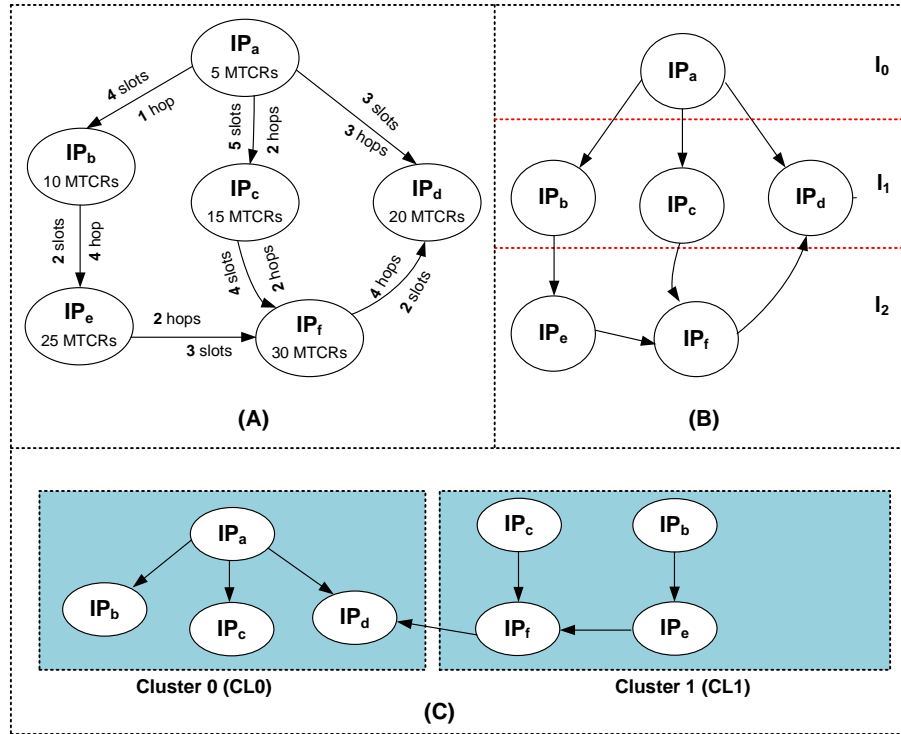 IPa
5 MTCRs
4 slots
1 hop
5 slots
2 hops
3 slots
3 hops
IPb
10 MTCRs
IPc
15 MTCRs
IPd
20 MTCRs
2 slots
4 hop
4 slots
2 hops
4 hops
2 slots
IPe
25 MTCRs
2 hops
3 slots
IPf
30 MTCRs
(A)
IPa
I0
IPb
IPc
IPd
I1
IPe
IPf
I2
(B)
IPa
IPb
IPc
IPd
Cluster 0 (CL0)
IPc
IPb
IPf
IPe
Cluster 1 (CL1)
(C)